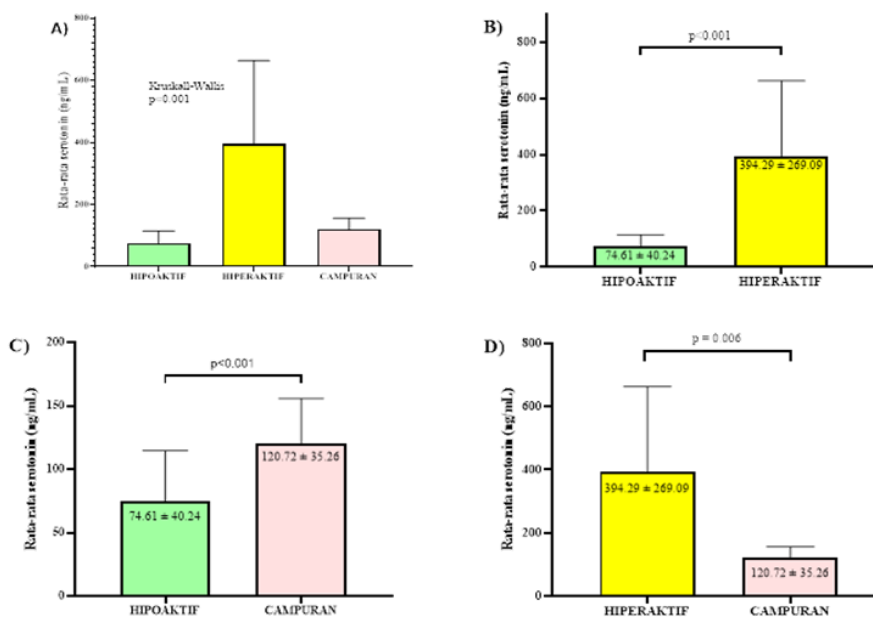 A)
Rata-rata serotonin (ng/mL)
800
600
400
200
0
Kruskall-Wallis
p<0.001
HIPOAKTIF HIPERAKTIF CAMPURAN
B)
Rata-rata serotonin (ng/mL)
800
600
400
200
0
p<0.001
74.61 ± 40.24
394.29 ± 269.09
HIPOAKTIF HIPERAKTIF
C)
Rata-rata serotonin (ng/mL)
200
150
100
50
0
p<0.001
74.61 ± 40.24
120.72 ± 35.26
HIPOAKTIF CAMPURAN
D)
Rata-rata serotonin (ng/mL)
800
600
400
200
0
p = 0.006
394.29 ± 269.09
120.72 ± 35.26
HIPERAKTIF CAMPURAN